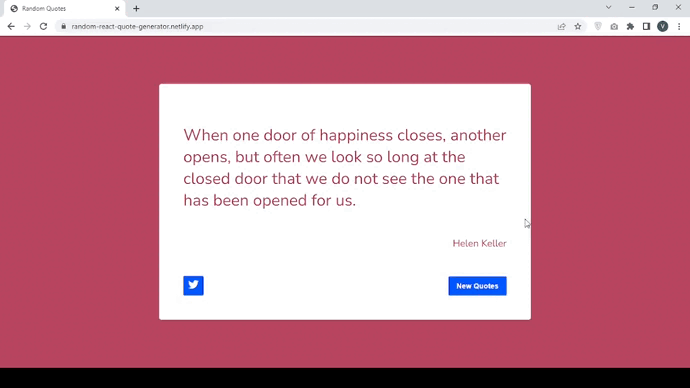 Random Quotes
random-react-quote-generator.netlify.app
V
When one door of happiness closes, another
opens, but often we look so long at the
closed door that we do not see the one that
has been opened for us.
Helen Keller
New Quotes